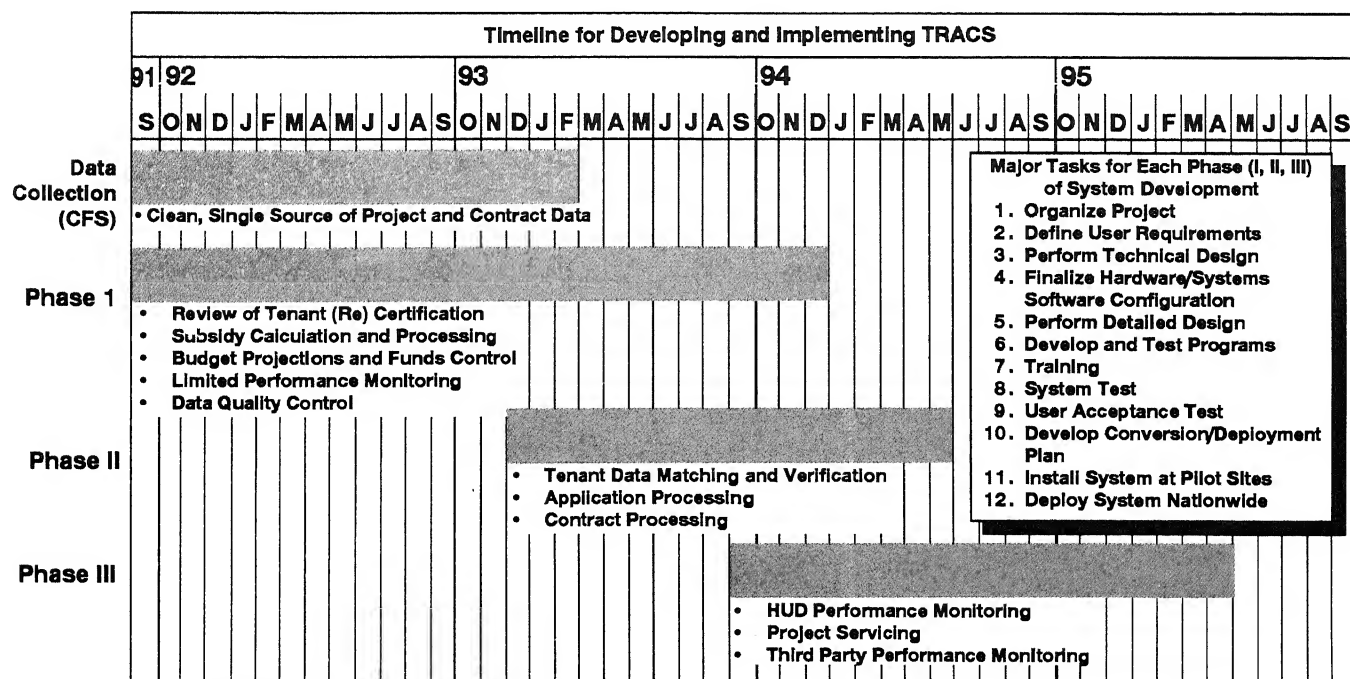 Timeline for Developing and Implementing TRACS
91 92 93 94 95
S O N D J F M A M J J A S O N D J F M A M J J A S O N D J F M A M J J A S O N D J F M A M J J A S
Data
Collection
(CFS)
• Clean, Single Source of Project and Contract Data
Phase 1
• Review of Tenant (Re) Certification
• Subsidy Calculation and Processing
• Budget Projections and Funds Control
• Limited Performance Monitoring
• Data Quality Control
Phase II
• Tenant Data Matching and Verification
• Application Processing
• Contract Processing
Phase III
• HUD Performance Monitoring
• Project Servicing
• Third Party Performance Monitoring
Major Tasks for Each Phase (I, II, III)
of System Development
1. Organize Project
2. Define User Requirements
3. Perform Technical Design
4. Finalize Hardware/Systems
Software Configuration
5. Perform Detailed Design
6. Develop and Test Programs
7. Training
8. System Test
9. User Acceptance Test
10. Develop Conversion/Deployment
Plan
11. Install System at Pilot Sites
12. Deploy System Nationwide